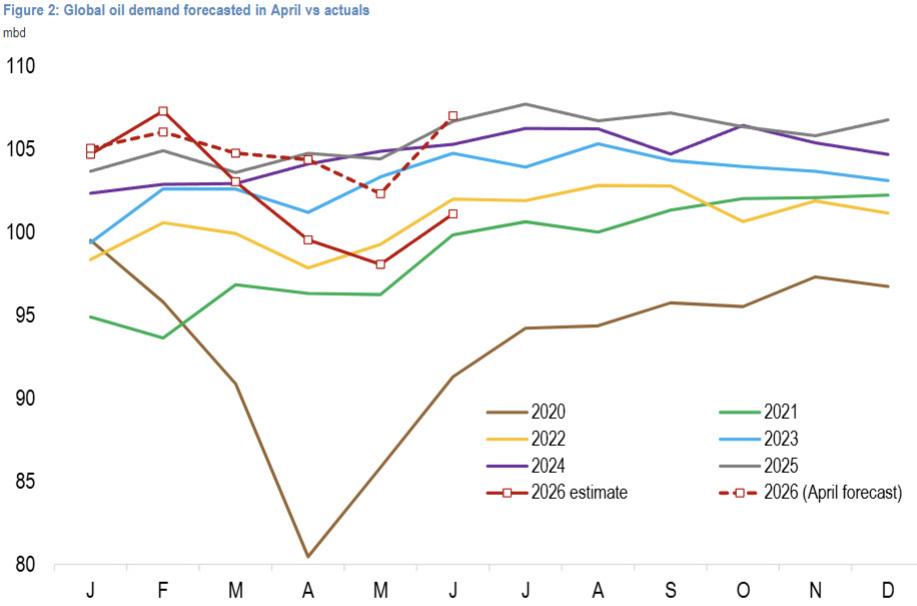 Figure 2: Global oil demand forecasted in April vs actuals
mbd
110
105
100
95
90
85
80
2020 2021
2022 2023
2024 2025
2026 estimate 2026 (April forecast)
J F M A M J J A S O N D